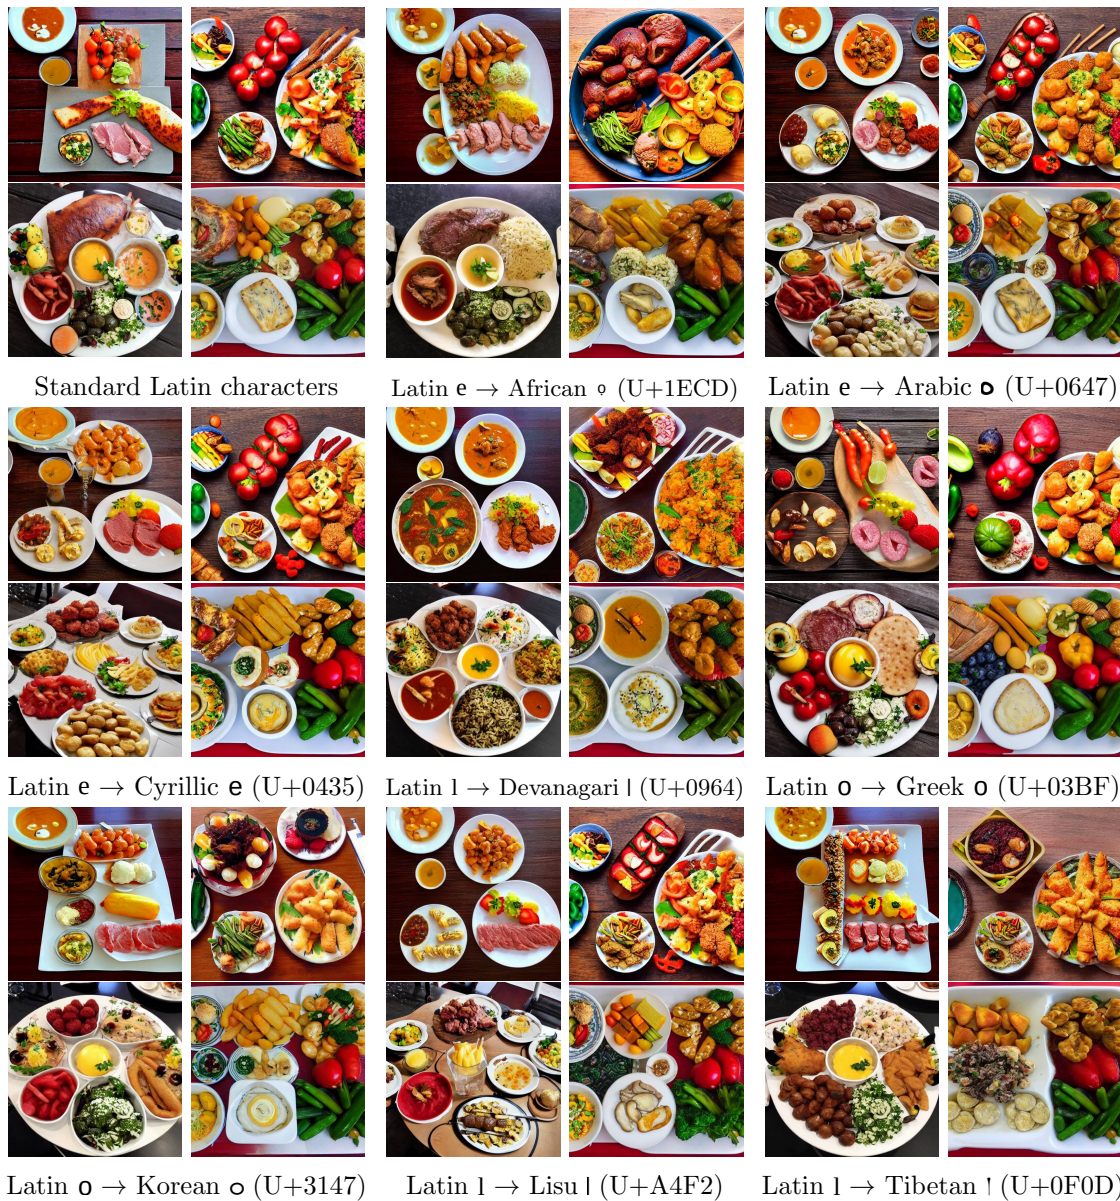 Standard Latin characters
Latin e → African ọ (U+1ECD)
Latin e → Arabic ه (U+0647)
Latin e → Cyrillic е (U+0435)
Latin l → Devanagari । (U+0964)
Latin o → Greek ο (U+03BF)
Latin o → Korean ㅇ (U+3147)
Latin l → Lisu ꓲ (U+A4F2)
Latin l → Tibetan ། (U+0F0D)